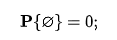 P{∅} = 0;